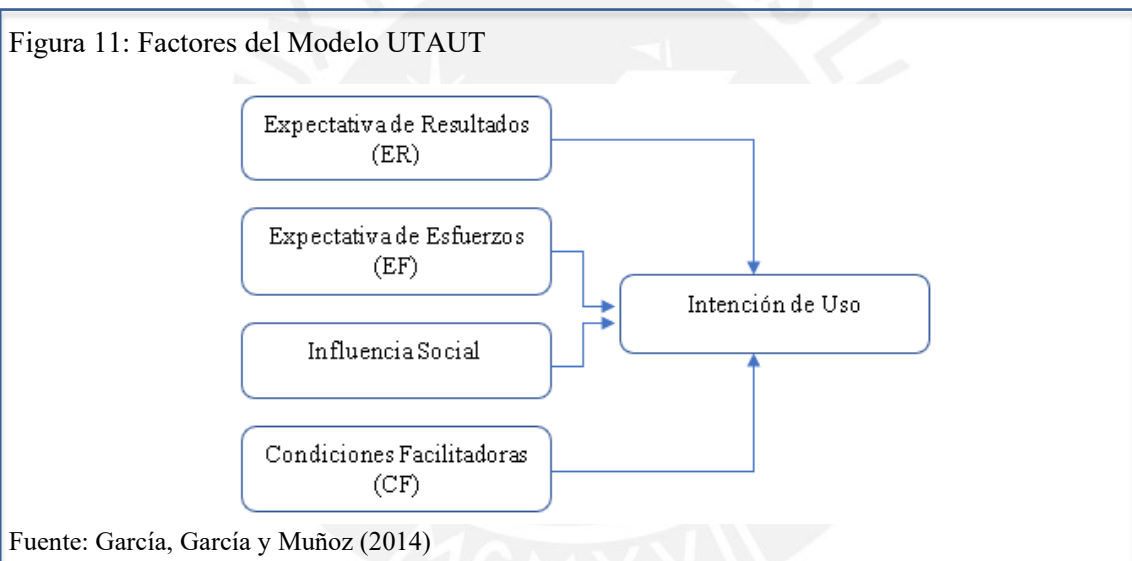 Figura 11: Factores del Modelo UTAUT
Expectativa de Resultados
(ER)
Expectativa de Esfuerzos
(EF)
Influencia Social
Condiciones Facilitadoras
(CF)
Intención de Uso
Fuente: García, García y Muñoz (2014)